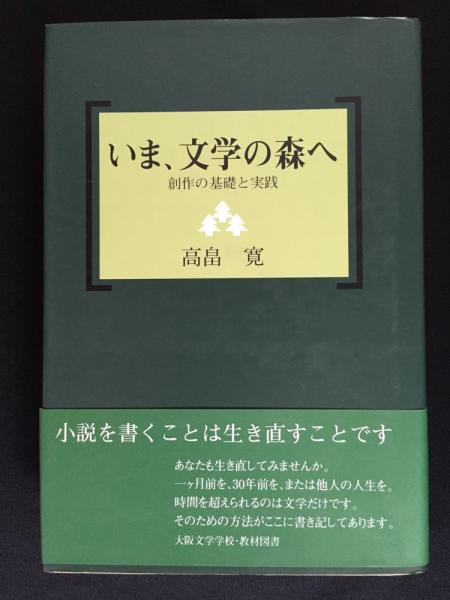 いま、文学の森へ
創作の基礎と実践
高畠 寛
小説を書くことは生き直すことです
あなたも生き直してみませんか。
一ヶ月前を、30年前を、または他人の人生を。
時間を超えられるのは文学だけです。
そのための方法がここに書き記してあります。
大阪文学学校・教材図書